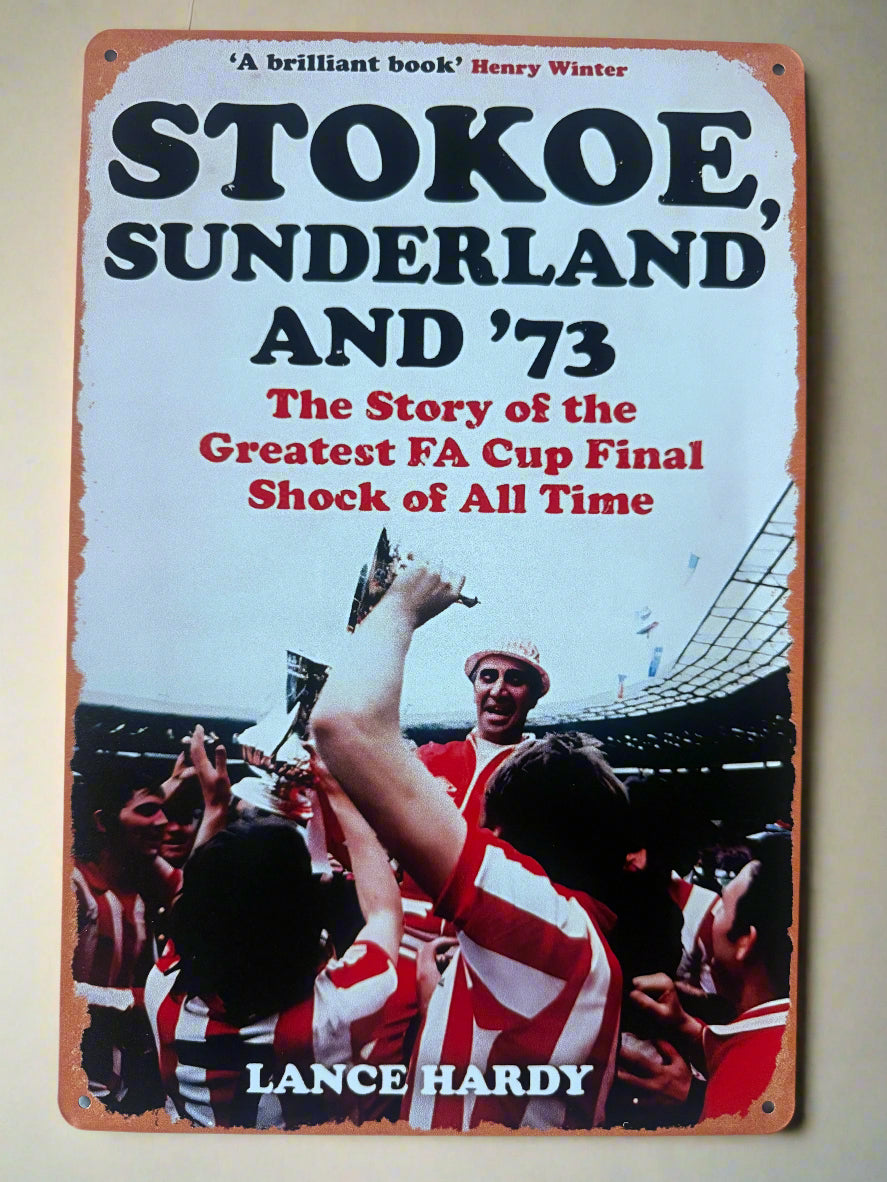 ‘A brilliant book’ Henry Winter
STOKOE,
SUNDERLAND
AND ’73
The Story of the
Greatest FA Cup Final
Shock of All Time
LANCE HARDY